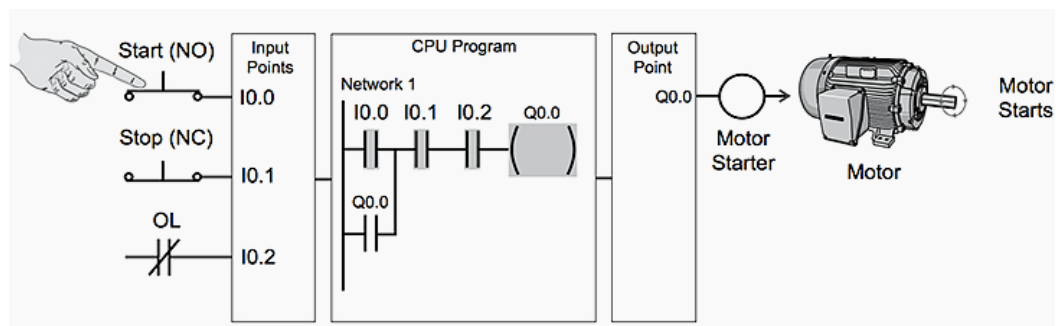 Start (NO)
I0.0
Stop (NC)
I0.1
OL
I0.2
Input
Points
CPU Program
Network 1
I0.0 I0.1 I0.2 Q0.0
Q0.0
Output
Point
Q0.0
Motor
Starter
Motor
Motor
Starts